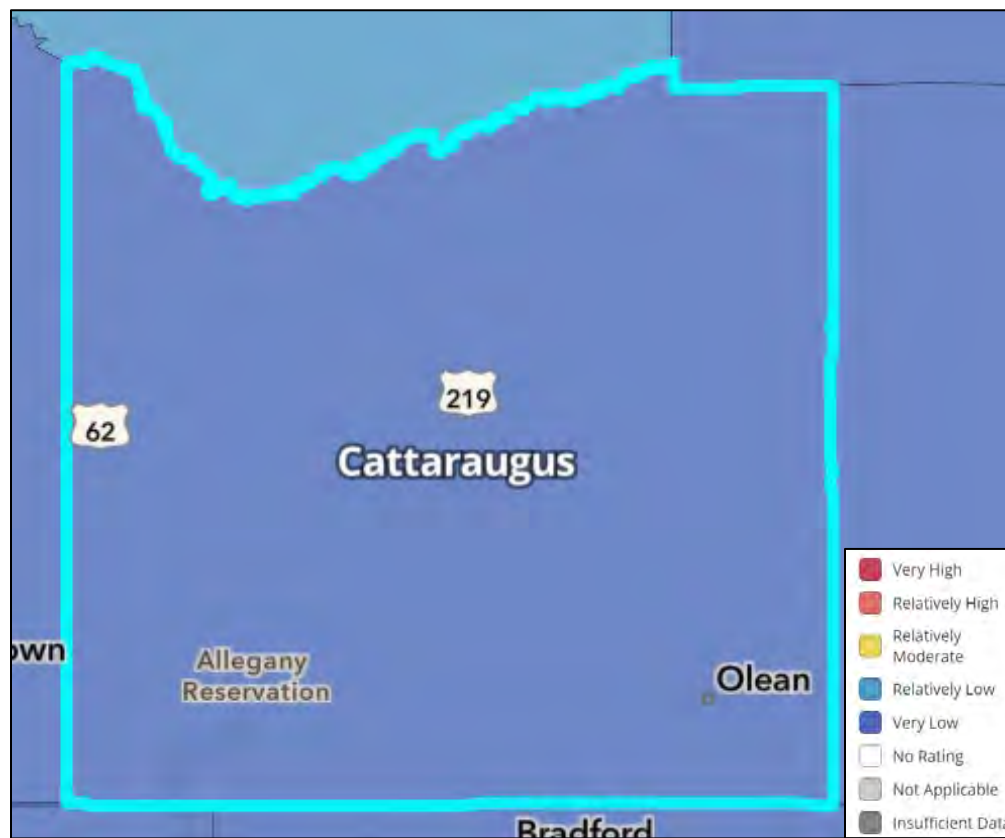 219
62
Cattaraugus
own
Allegany
Reservation
Olean
Bradford
Very High
Relatively High
Relatively
Moderate
Relatively Low
Very Low
No Rating
Not Applicable
Insufficient Data